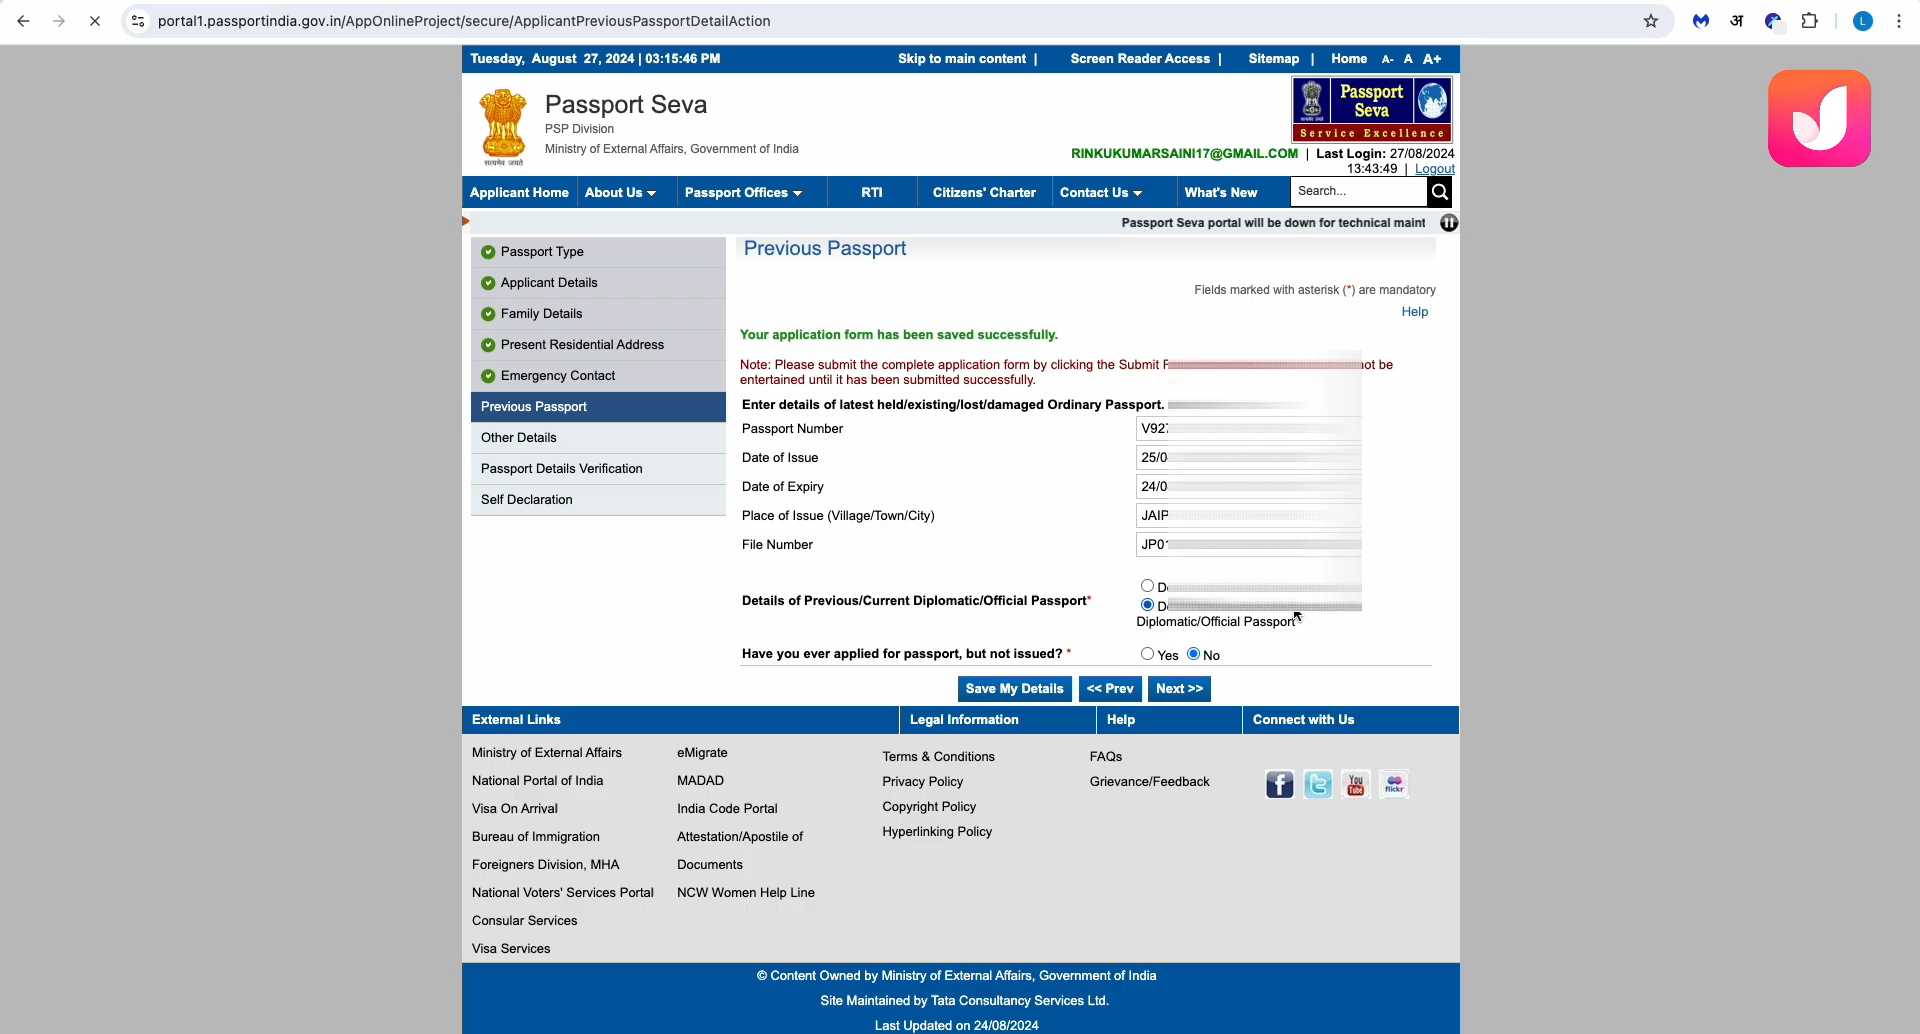 portal1.passportindia.gov.in/AppOnlineProject/secure/ApplicantPreviousPassportDetailAction
अ
L
Tuesday, August 27, 2024 | 03:15:46 PM
Skip to main content | Screen Reader Access | Sitemap | Home A- A A+
Passport Seva
PSP Division
Ministry of External Affairs, Government of India
सत्यमेव जयते
Passport
Seva
Service Excellence
RINKUKUMARSAINI17@GMAIL.COM | Last Login: 27/08/2024
13:43:49 | Logout
Applicant Home About Us Passport Offices RTI Citizens' Charter Contact Us What's New Search...
Passport Seva portal will be down for technical maint
Passport Type
Applicant Details
Family Details
Present Residential Address
Emergency Contact
Previous Passport
Other Details
Passport Details Verification
Self Declaration
Previous Passport
Fields marked with asterisk (*) are mandatory
Help
Your application form has been saved successfully.
Note: Please submit the complete application form by clicking the Submit F ot be
entertained until it has been submitted successfully.
Enter details of latest held/existing/lost/damaged Ordinary Passport.
Passport Number V927
Date of Issue 25/0
Date of Expiry 24/0
Place of Issue (Village/Town/City) JAIP
File Number JP01
Details of Previous/Current Diplomatic/Official Passport*
Diplomatic/Official Passport
Have you ever applied for passport, but not issued? * Yes No
Save My Details << Prev Next >>
External Links
Ministry of External Affairs
National Portal of India
Visa On Arrival
Bureau of Immigration
Foreigners Division, MHA
National Voters' Services Portal
Consular Services
Visa Services
eMigrate
MADAD
India Code Portal
Attestation/Apostile of
Documents
NCW Women Help Line
Legal Information
Terms & Conditions
Privacy Policy
Copyright Policy
Hyperlinking Policy
Help
FAQs
Grievance/Feedback
Connect with Us
You
Tube
flickr
© Content Owned by Ministry of External Affairs, Government of India
Site Maintained by Tata Consultancy Services Ltd.
Last Updated on 24/08/2024